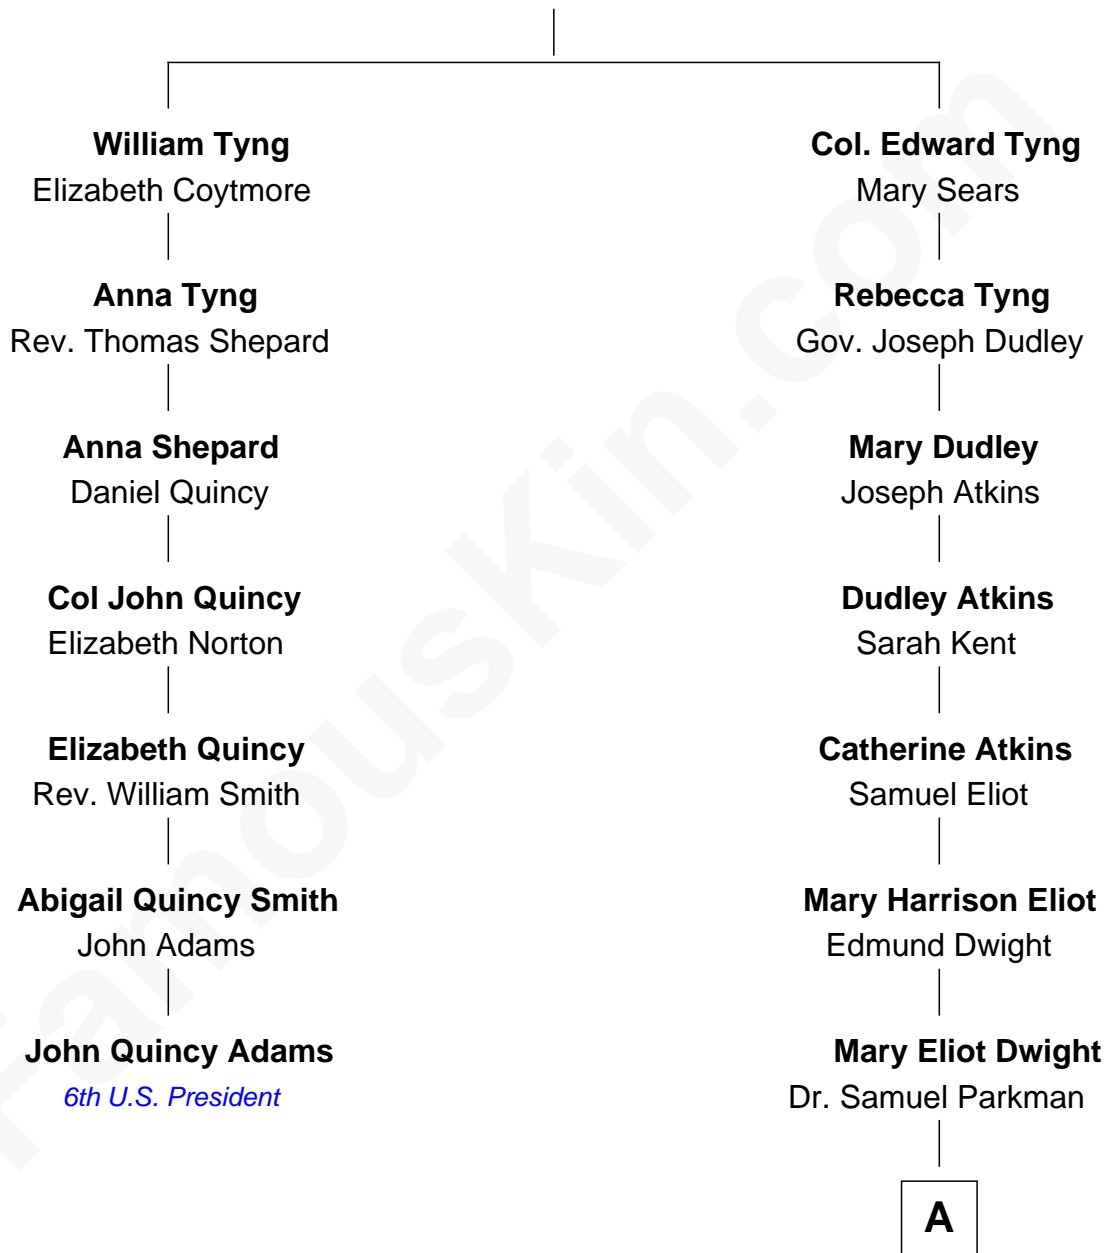 William Tyng
Elizabeth Coytmore
Anna Tyng
Rev. Thomas Shepard
Anna Shepard
Daniel Quincy
Col John Quincy
Elizabeth Norton
Elizabeth Quincy
Rev. William Smith
Abigail Quincy Smith
John Adams
John Quincy Adams
6th U.S. President
Col. Edward Tyng
Mary Sears
Rebecca Tyng
Gov. Joseph Dudley
Mary Dudley
Joseph Atkins
Dudley Atkins
Sarah Kent
Catherine Atkins
Samuel Eliot
Mary Harrison Eliot
Edmund Dwight
Mary Eliot Dwight
Dr. Samuel Parkman
A
FamousKin.com